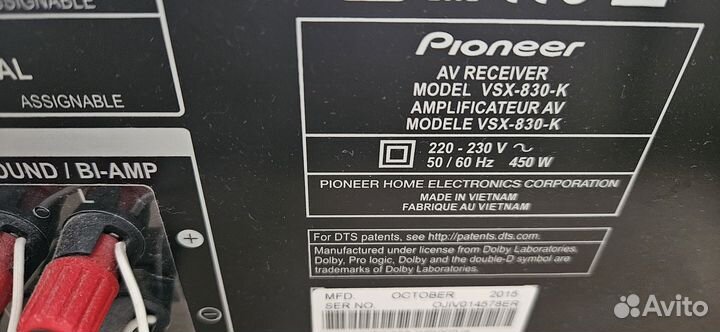 ASSIGNABLE
AL
ASSIGNABLE
OUND / BI-AMP
L
Pioneer
AV RECEIVER
MODEL VSX-830-K
AMPLIFICATEUR AV
MODELE VSX-830-K
220 - 230 V ~
50 / 60 Hz 450 W
PIONEER HOME ELECTRONICS CORPORATION
MADE IN VIETNAM
FABRIQUE AU VIETNAM
For DTS patents, see http://patents.dts.com.
Manufactured under license from Dolby Laboratories.
Dolby, Pro logic, Dolby and the double-D symbol are
trademarks of Dolby Laboratories.
MFD. OCTOBER 2015
SER NO. OJIV014578ER
Avito